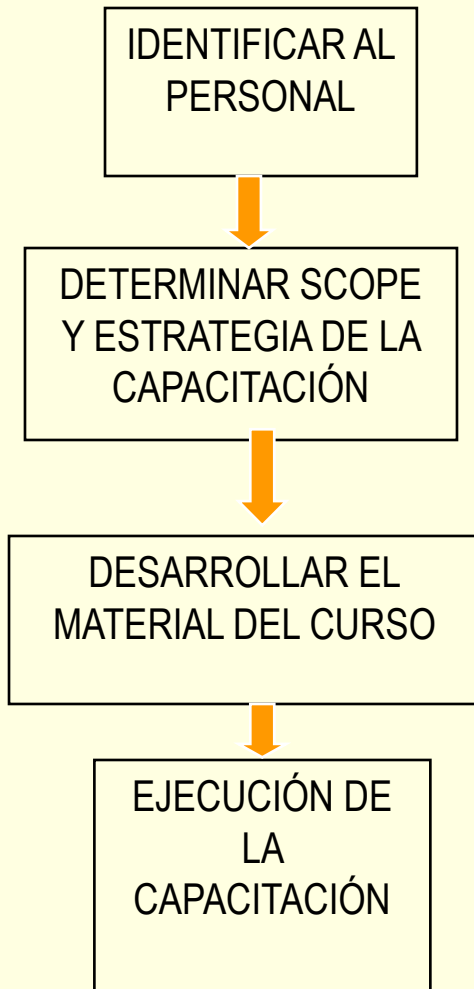 IDENTIFICAR AL
PERSONAL
DETERMINAR SCOPE
Y ESTRATEGIA DE LA
CAPACITACIÓN
DESARROLLAR EL
MATERIAL DEL CURSO
EJECUCIÓN DE
LA
CAPACITACIÓN